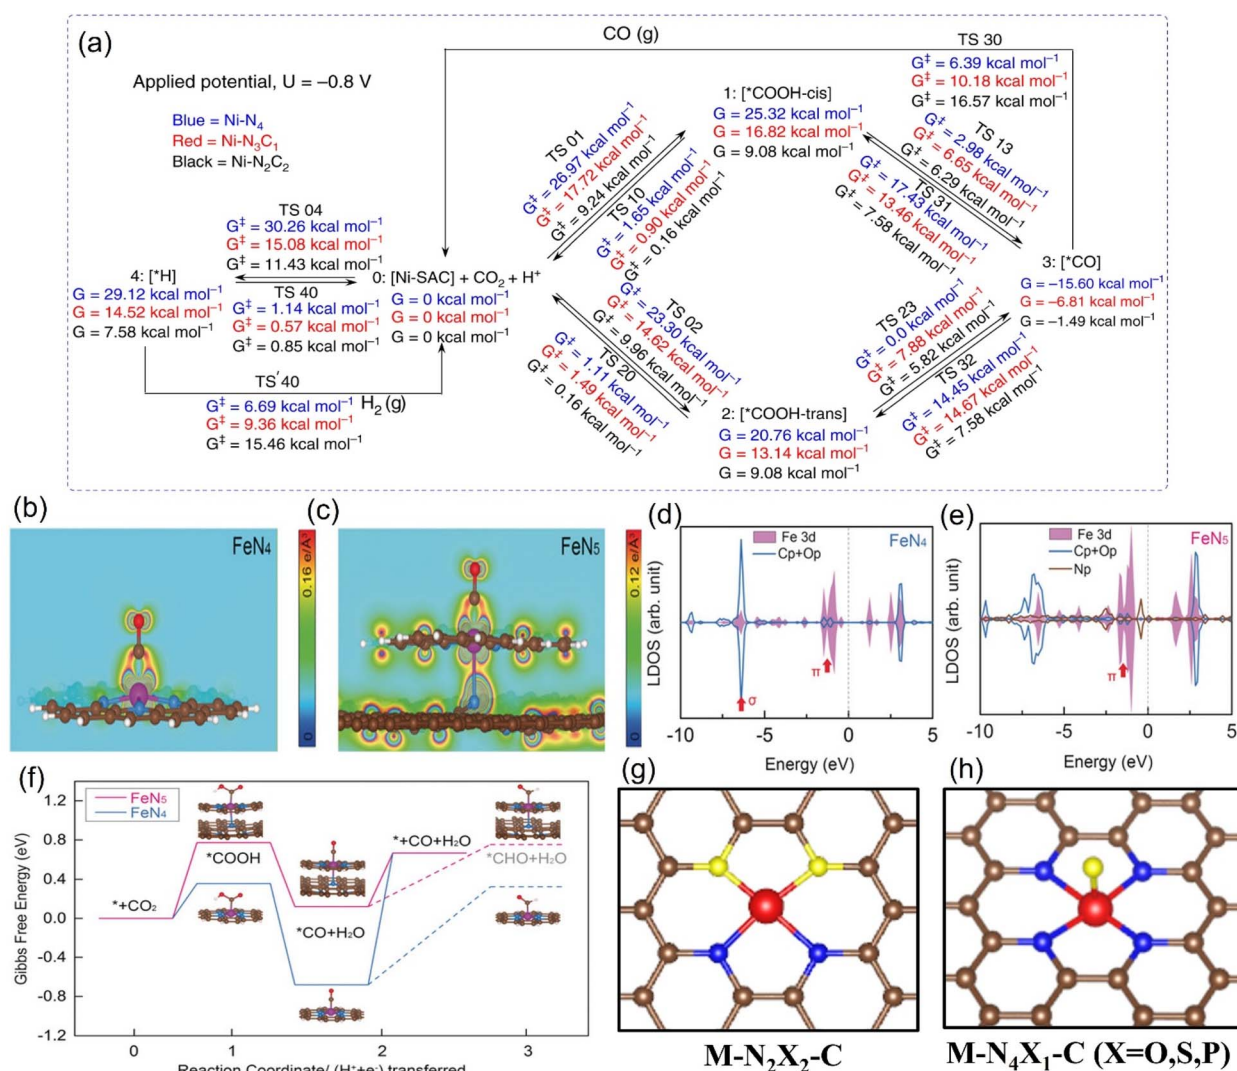 (a)
CO (g)
Applied potential, U = −0.8 V
Blue = Ni-N4
Red = Ni-N3C1
Black = Ni-N2C2
TS 30
G‡ = 6.39 kcal mol−1
G‡ = 10.18 kcal mol−1
G‡ = 16.57 kcal mol−1
1: [*COOH-cis]
G = 25.32 kcal mol−1
G = 16.82 kcal mol−1
G = 9.08 kcal mol−1
TS 01
G‡ = 26.97 kcal mol−1
G‡ = 17.72 kcal mol−1
G‡ = 9.24 kcal mol−1
TS 10
G‡ = 1.65 kcal mol−1
G‡ = 0.90 kcal mol−1
G‡ = 0.16 kcal mol−1
TS 13
G‡ = 2.98 kcal mol−1
G‡ = 6.65 kcal mol−1
G‡ = 6.29 kcal mol−1
TS 31
G‡ = 17.43 kcal mol−1
G‡ = 13.46 kcal mol−1
G‡ = 7.58 kcal mol−1
TS 04
G‡ = 30.26 kcal mol−1
G‡ = 15.08 kcal mol−1
G‡ = 11.43 kcal mol−1
4: [*H]
G = 29.12 kcal mol−1
G = 14.52 kcal mol−1
G = 7.58 kcal mol−1
TS 40
G‡ = 1.14 kcal mol−1
G‡ = 0.57 kcal mol−1
G‡ = 0.85 kcal mol−1
0: [Ni-SAC] + CO2 + H+
G = 0 kcal mol−1
G = 0 kcal mol−1
G = 0 kcal mol−1
3: [*CO]
G = −15.60 kcal mol−1
G = −6.81 kcal mol−1
G = −1.49 kcal mol−1
TS′40
H2 (g)
G‡ = 6.69 kcal mol−1
G‡ = 9.36 kcal mol−1
G‡ = 15.46 kcal mol−1
TS 02
G‡ = 23.30 kcal mol−1
G‡ = 14.62 kcal mol−1
G‡ = 9.96 kcal mol−1
TS 20
G‡ = 1.11 kcal mol−1
G‡ = 1.49 kcal mol−1
G‡ = 0.16 kcal mol−1
TS 23
G‡ = 0.0 kcal mol−1
G‡ = 7.88 kcal mol−1
G‡ = 5.82 kcal mol−1
TS 32
G‡ = 14.45 kcal mol−1
G‡ = 14.67 kcal mol−1
G‡ = 7.58 kcal mol−1
2: [*COOH-trans]
G = 20.76 kcal mol−1
G = 13.14 kcal mol−1
G = 9.08 kcal mol−1
(b)
FeN4
0.16 e/Å3
0
(c)
FeN5
0.12 e/Å3
0
(d)
Fe 3d
Cp+Op
FeN4
LDOS (arb. unit)
π
σ
-10 -5 0 5
Energy (eV)
(e)
Fe 3d
Cp+Op
Np
FeN5
LDOS (arb. unit)
π
-10 -5 0 5
Energy (eV)
(f)
FeN5
FeN4
Gibbs Free Energy (eV)
1.2
0.8
0.4
0.0
-0.4
-0.8
-1.2
*+CO2
*COOH
*CO+H2O
*+CO+H2O
*CHO+H2O
0 1 2 3
Reaction Coordinate/ (H++e-) transferred
(g)
M-N2X2-C
(h)
M-N4X1-C (X=O,S,P)